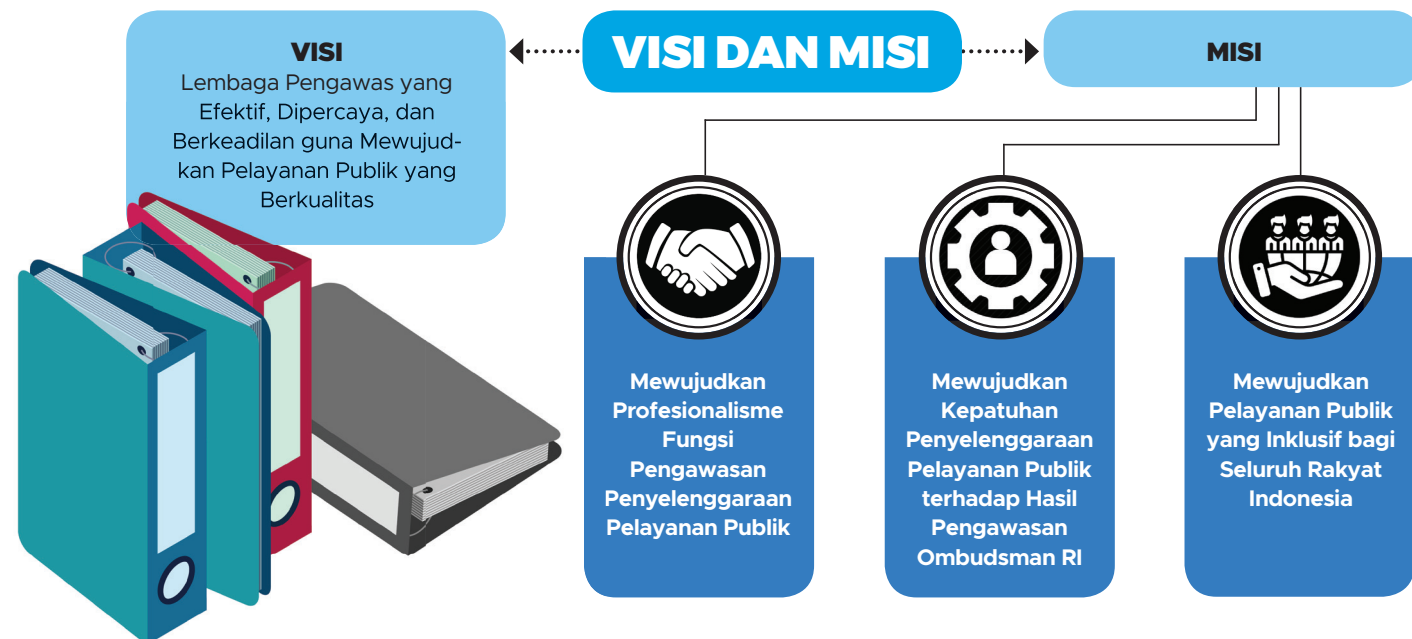 VISI DAN MISI
VISI
Lembaga Pengawas yang
Efektif, Dipercaya, dan
Berkeadilan guna Mewujud-
kan Pelayanan Publik yang
Berkualitas
MISI
Mewujudkan
Profesionalisme
Fungsi
Pengawasan
Penyelenggaraan
Pelayanan Publik
Mewujudkan
Kepatuhan
Penyelenggaraan
Pelayanan Publik
terhadap Hasil
Pengawasan
Ombudsman RI
Mewujudkan
Pelayanan Publik
yang Inklusif bagi
Seluruh Rakyat
Indonesia